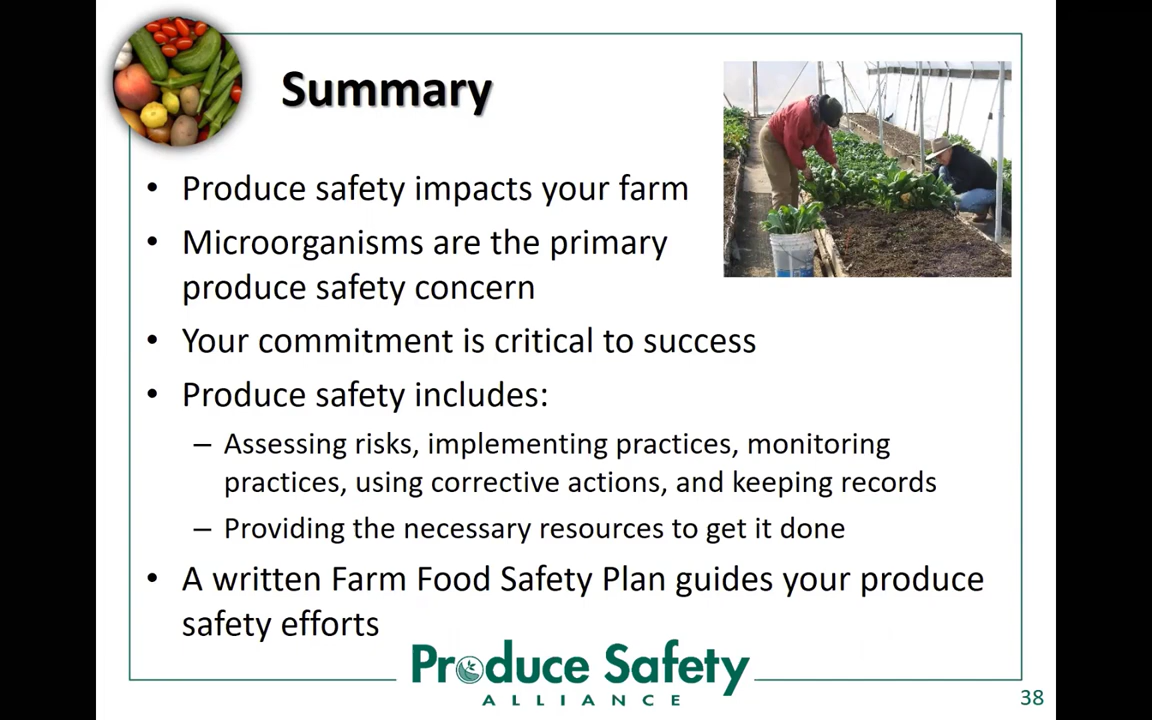 Summary
• Produce safety impacts your farm
• Microorganisms are the primary
produce safety concern
• Your commitment is critical to success
• Produce safety includes:
– Assessing risks, implementing practices, monitoring
practices, using corrective actions, and keeping records
– Providing the necessary resources to get it done
• A written Farm Food Safety Plan guides your produce
safety efforts
Produce Safety
ALLIANCE
38